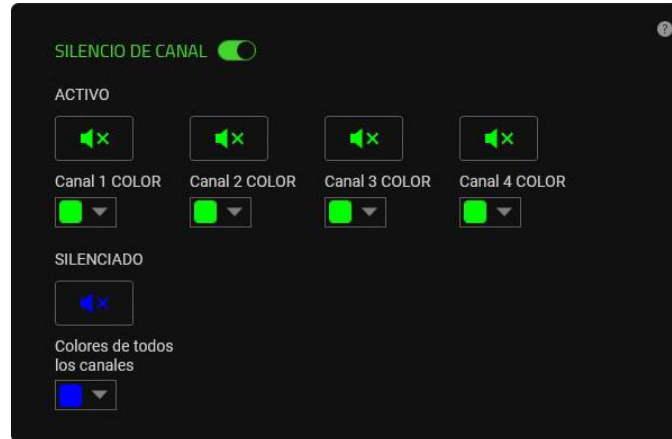 ?
SILENCIO DE CANAL
ACTIVO
Canal 1 COLOR Canal 2 COLOR Canal 3 COLOR Canal 4 COLOR
SILENCIADO
Colores de todos
los canales